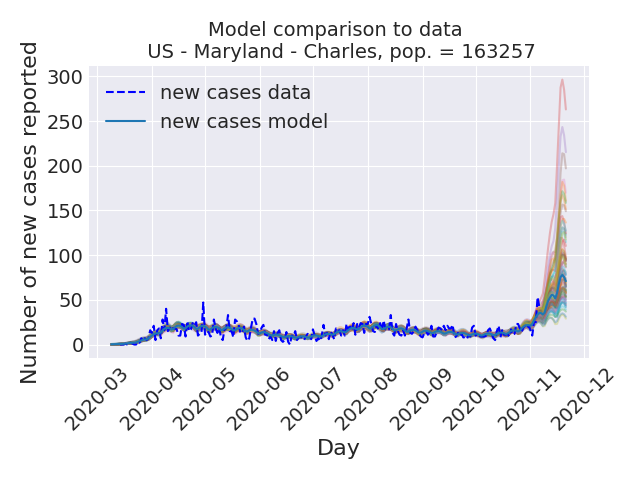 Model comparison to data
US - Maryland - Charles, pop. = 163257
Number of new cases reported
300
250
200
150
100
50
0
new cases data
new cases model
2020-03
2020-04
2020-05
2020-06
2020-07
2020-08
2020-09
2020-10
2020-11
2020-12
Day